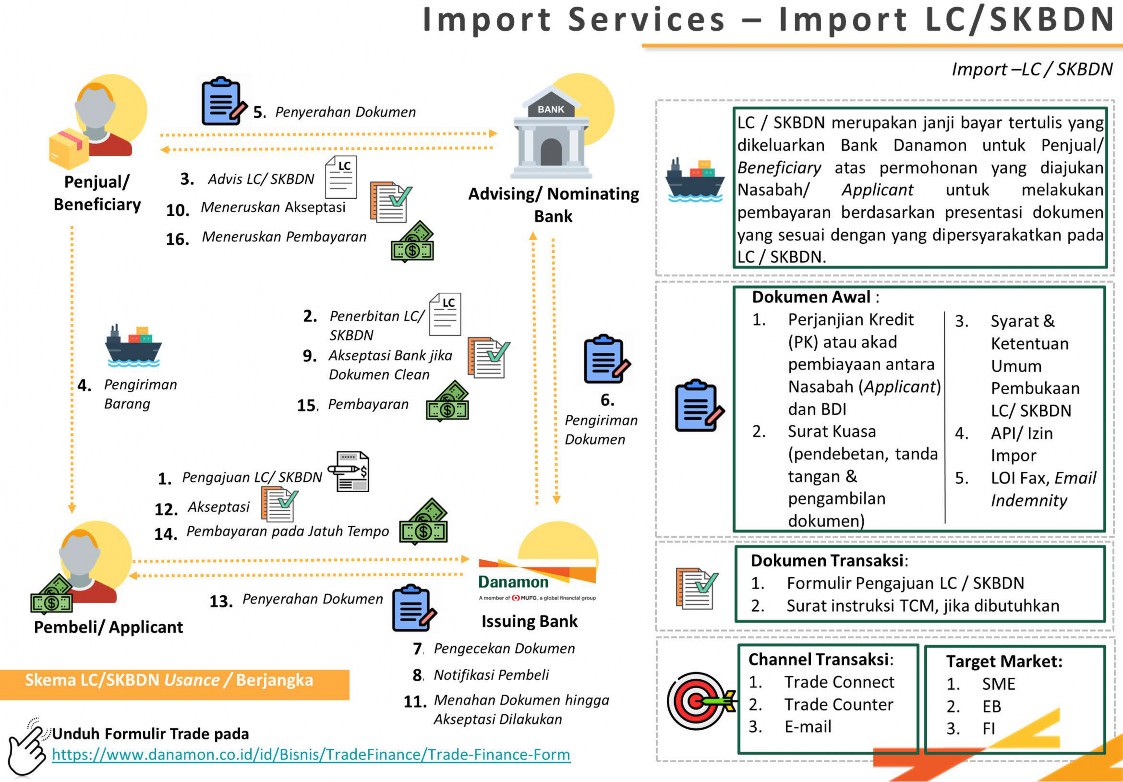 Import Services – Import LC/SKBDN
Import –LC / SKBDN
5. Penyerahan Dokumen
BANK
Penjual/
Beneficiary
3. Advis LC/ SKBDN
LC
10. Meneruskan Akseptasi
16. Meneruskan Pembayaran
Advising/ Nominating
Bank
2. Penerbitan LC/
SKBDN
LC
9. Akseptasi Bank jika
Dokumen Clean
15. Pembayaran
4. Pengiriman
Barang
6.
Pengiriman
Dokumen
1. Pengajuan LC/ SKBDN
12. Akseptasi
14. Pembayaran pada Jatuh Tempo
Pembeli/ Applicant
13. Penyerahan Dokumen
Danamon
A member of MUFG, a global financial group
Issuing Bank
7. Pengecekan Dokumen
8. Notifikasi Pembeli
11. Menahan Dokumen hingga
Akseptasi Dilakukan
Skema LC/SKBDN Usance / Berjangka
Unduh Formulir Trade pada
https://www.danamon.co.id/id/Bisnis/TradeFinance/Trade-Finance-Form
LC / SKBDN merupakan janji bayar tertulis yang
dikeluarkan Bank Danamon untuk Penjual/
Beneficiary atas permohonan yang diajukan
Nasabah/ Applicant untuk melakukan
pembayaran berdasarkan presentasi dokumen
yang sesuai dengan yang dipersyarakatkan pada
LC / SKBDN.
Dokumen Awal :
1. Perjanjian Kredit
(PK) atau akad
pembiayaan antara
Nasabah (Applicant)
dan BDI
2. Surat Kuasa
(pendebetan, tanda
tangan &
pengambilan
dokumen)
3. Syarat &
Ketentuan
Umum
Pembukaan
LC/ SKBDN
4. API/ Izin
Impor
5. LOI Fax, Email
Indemnity
Dokumen Transaksi:
1. Formulir Pengajuan LC / SKBDN
2. Surat instruksi TCM, jika dibutuhkan
Channel Transaksi:
1. Trade Connect
2. Trade Counter
3. E-mail
Target Market:
1. SME
2. EB
3. FI